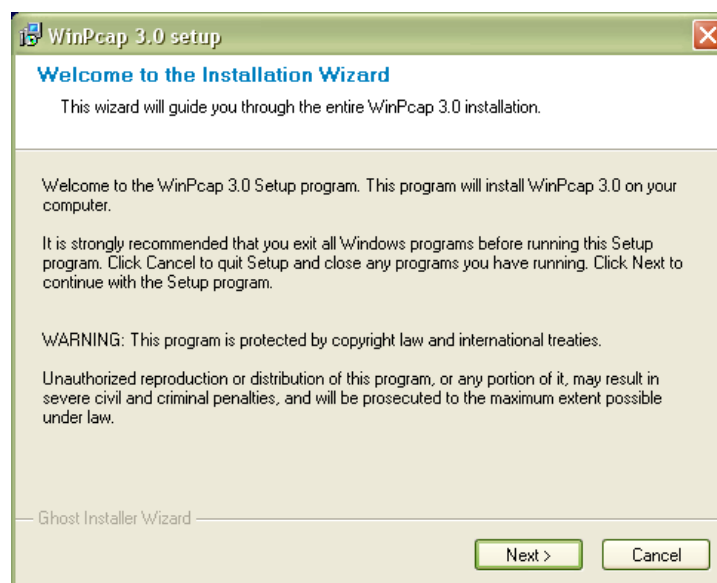 WinPcap 3.0 setup
Welcome to the Installation Wizard
This wizard will guide you through the entire WinPcap 3.0 installation.
Welcome to the WinPcap 3.0 Setup program. This program will install WinPcap 3.0 on your
computer.
It is strongly recommended that you exit all Windows programs before running this Setup
program. Click Cancel to quit Setup and close any programs you have running. Click Next to
continue with the Setup program.
WARNING: This program is protected by copyright law and international treaties.
Unauthorized reproduction or distribution of this program, or any portion of it, may result in
severe civil and criminal penalties, and will be prosecuted to the maximum extent possible
under law.
Ghost Installer Wizard
Next > Cancel